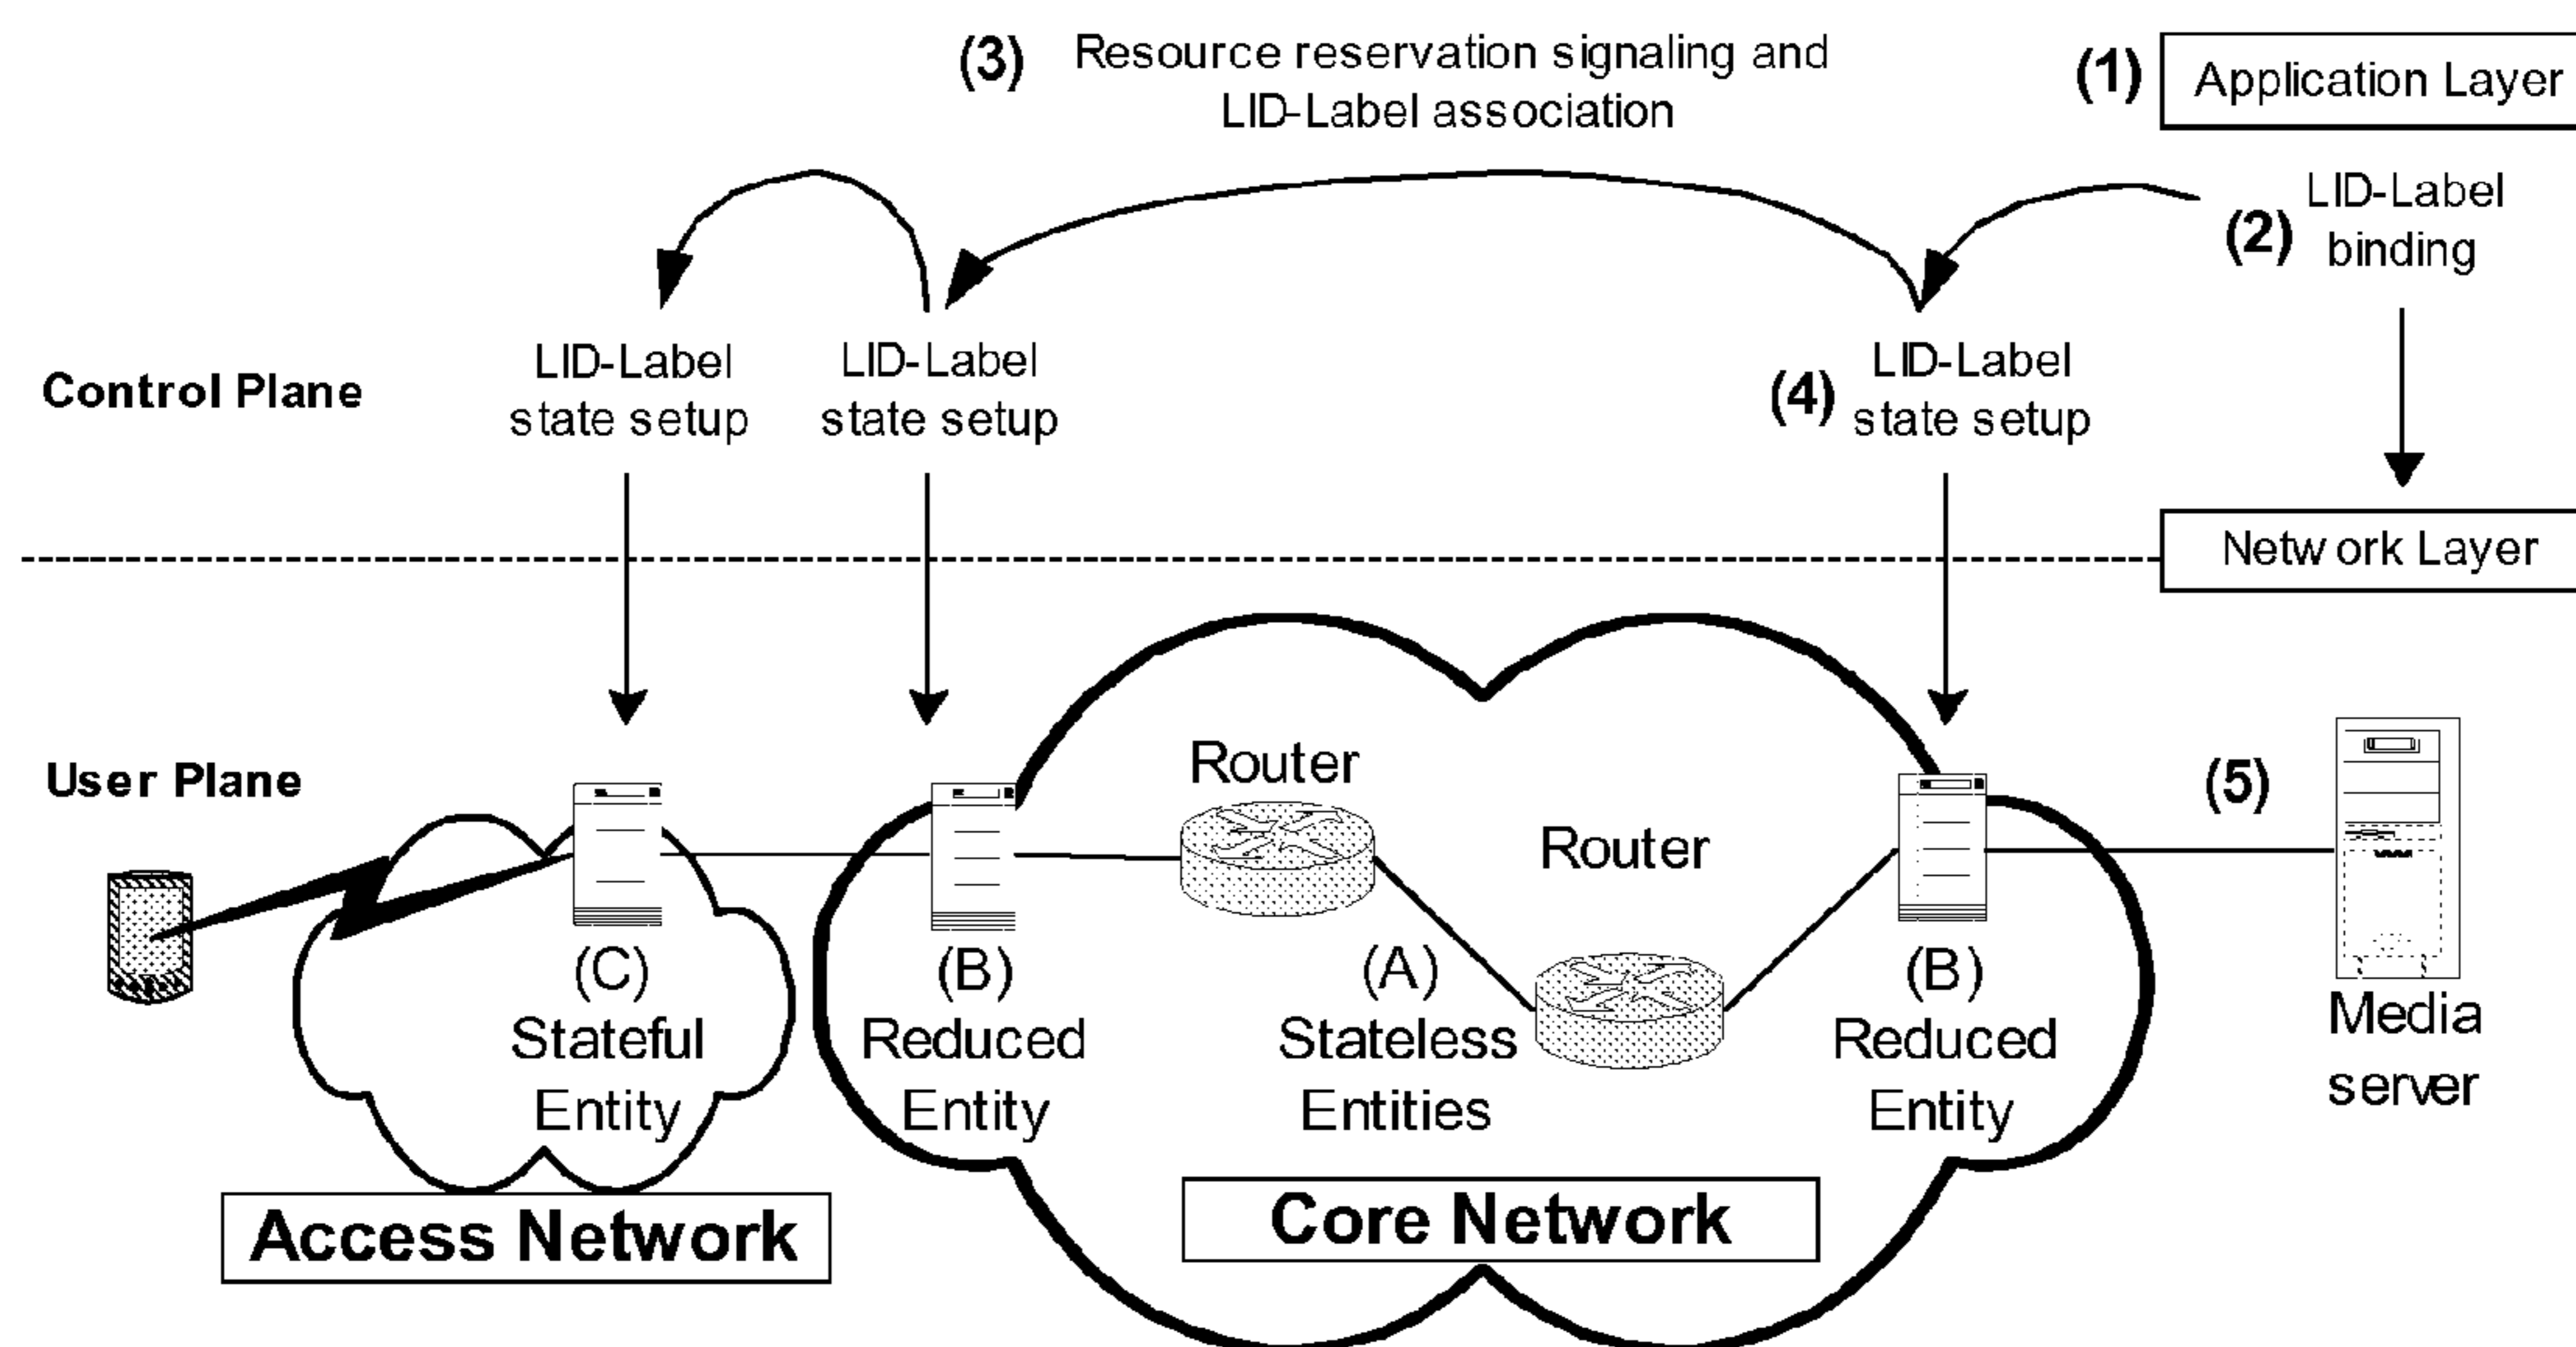 (3) Resource reservation signaling and
LID-Label association
(1) Application Layer
(2) LID-Label
binding
Control Plane
LID-Label
state setup
LID-Label
state setup
(4) LID-Label
state setup
Network Layer
User Plane
Router
Router
(5)
(C)
Stateful
Entity
(B)
Reduced
Entity
(A)
Stateless
Entities
(B)
Reduced
Entity
Media
server
Access Network
Core Network